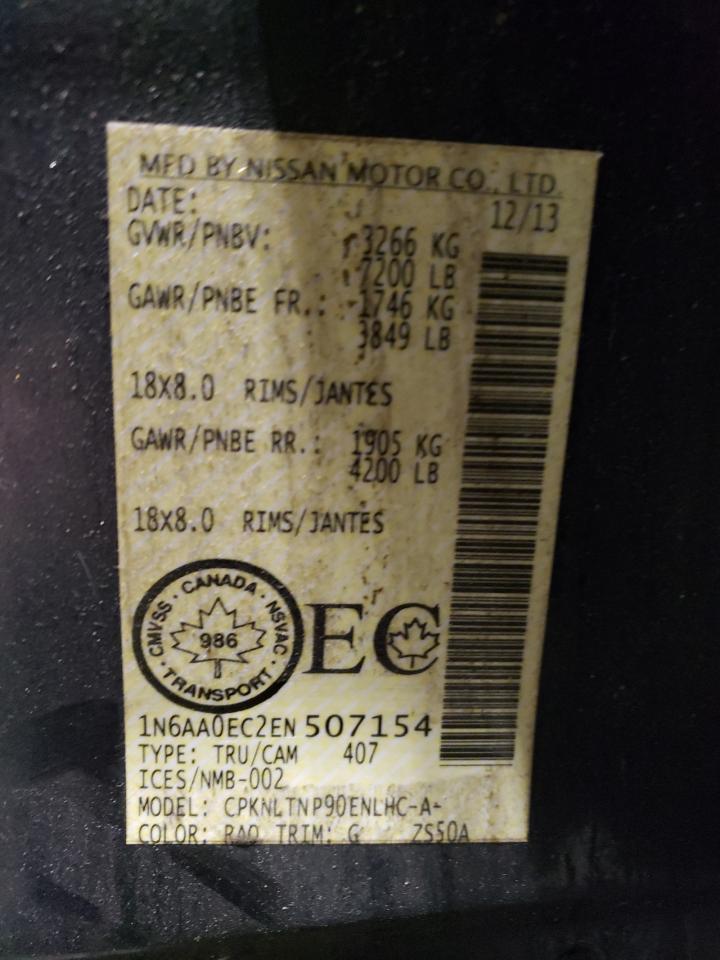 MFD BY NISSAN MOTOR CO., LTD.
DATE: 12/13
GVWR/PNBV: 3266 KG
7200 LB
GAWR/PNBE FR.: 1746 KG
3849 LB
18X8.0 RIMS/JANTES
GAWR/PNBE RR.: 1905 KG
4200 LB
18X8.0 RIMS/JANTES
CANADA · NSVAC · TRANSPORT · CMVSS ·
986
EC
1N6AA0EC2EN 507154
TYPE: TRU/CAM 407
ICES/NMB-002
MODEL: CPKNLTNP90ENLHC-A-
COLOR: RAQ TRIM: G ZS50A